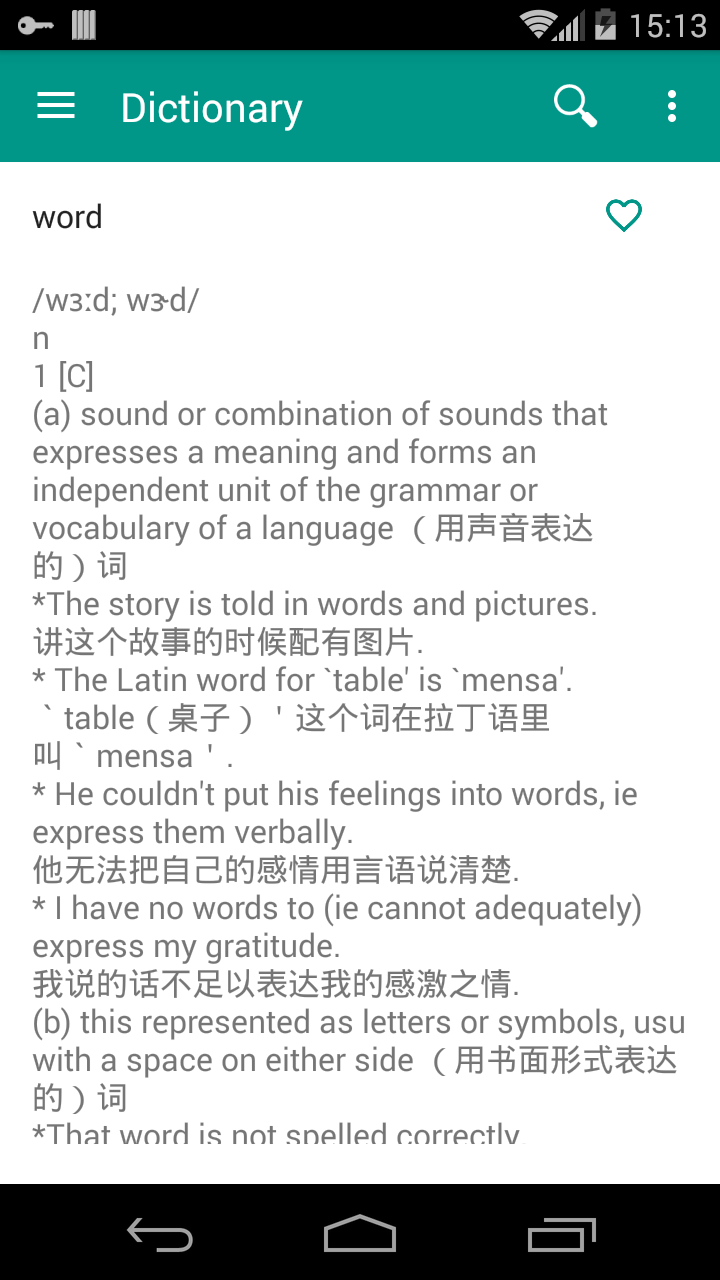 15:13
Dictionary
word
/wɜːd; wɝd/
n
1 [C]
(a) sound or combination of sounds that
expresses a meaning and forms an
independent unit of the grammar or
vocabulary of a language （用声音表达
的）词
*The story is told in words and pictures.
讲这个故事的时候配有图片.
* The Latin word for `table' is `mensa'.
｀table（桌子）＇这个词在拉丁语里
叫｀mensa＇.
* He couldn't put his feelings into words, ie
express them verbally.
他无法把自己的感情用言语说清楚.
* I have no words to (ie cannot adequately)
express my gratitude.
我说的话不足以表达我的感激之情.
(b) this represented as letters or symbols, usu
with a space on either side （用书面形式表达
的）词
*That word is not spelled correctly.